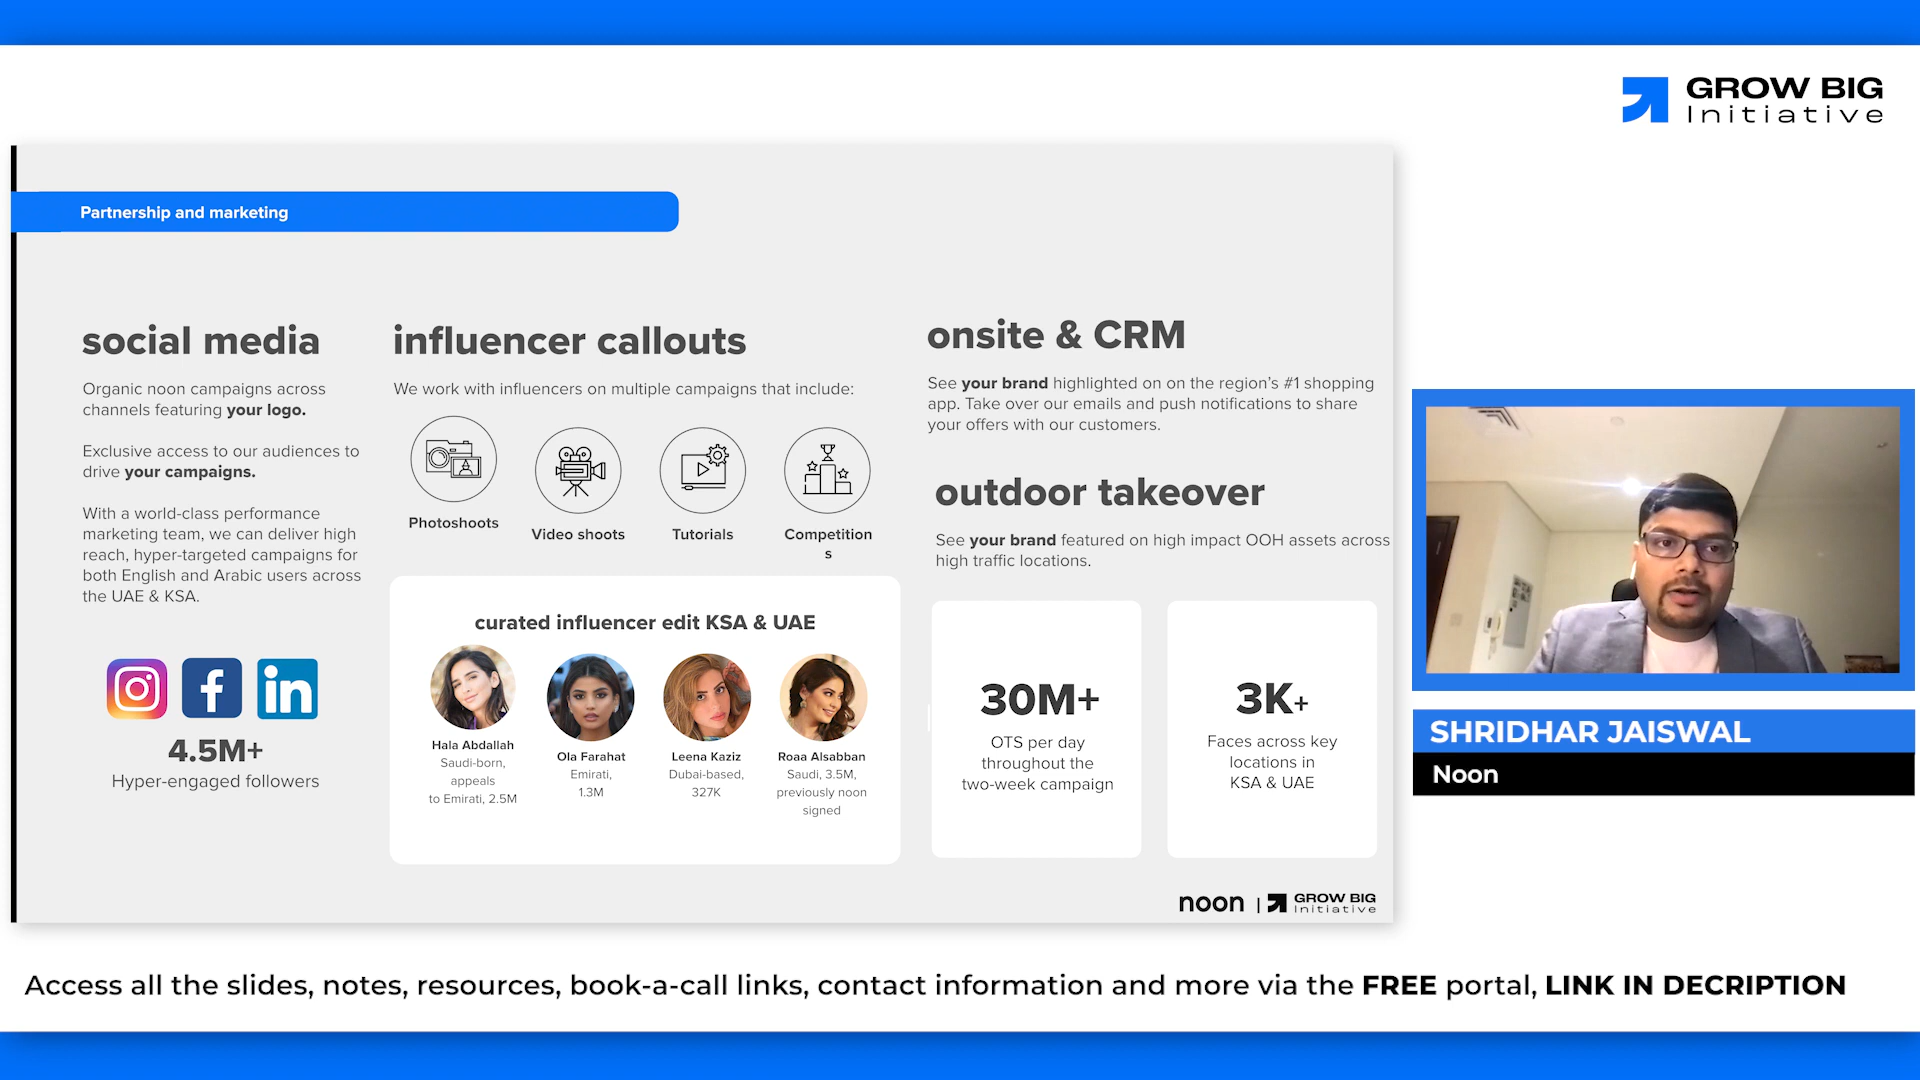 GROW BIG
Initiative
Partnership and marketing
social media
Organic noon campaigns across
channels featuring your logo.
Exclusive access to our audiences to
drive your campaigns.
With a world-class performance
marketing team, we can deliver high
reach, hyper-targeted campaigns for
both English and Arabic users across
the UAE & KSA.
4.5M+
Hyper-engaged followers
influencer callouts
We work with influencers on multiple campaigns that include:
Photoshoots
Video shoots
Tutorials
Competition
s
curated influencer edit KSA & UAE
Hala Abdallah
Saudi-born,
appeals
to Emirati, 2.5M
Ola Farahat
Emirati,
1.3M
Leena Kaziz
Dubai-based,
327K
Roaa Alsabban
Saudi, 3.5M,
previously noon
signed
onsite & CRM
See your brand highlighted on on the region's #1 shopping
app. Take over our emails and push notifications to share
your offers with our customers.
outdoor takeover
See your brand featured on high impact OOH assets across
high traffic locations.
30M+
OTS per day
throughout the
two-week campaign
3K+
Faces across key
locations in
KSA & UAE
noon | GROW BIG
Initiative
SHRIDHAR JAISWAL
Noon
Access all the slides, notes, resources, book-a-call links, contact information and more via the FREE portal, LINK IN DECRIPTION